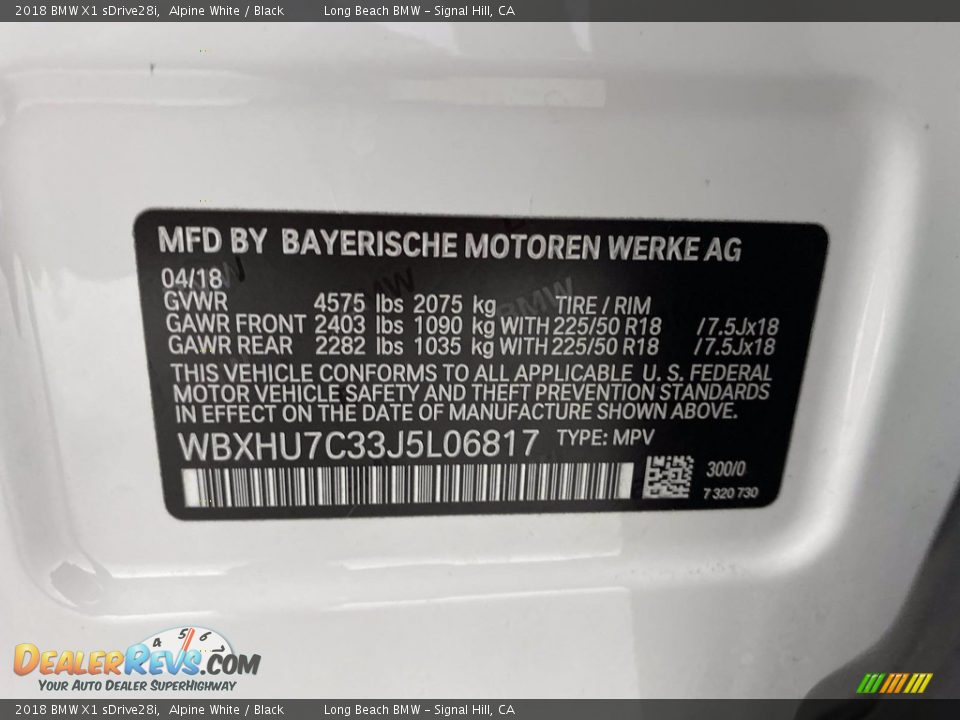 2018 BMW X1 sDrive28i, Alpine White / Black Long Beach BMW - Signal Hill, CA
MFD BY BAYERISCHE MOTOREN WERKE AG
04/18
GVWR 4575 lbs 2075 kg TIRE / RIM
GAWR FRONT 2403 lbs 1090 kg WITH 225/50 R18 / 7.5Jx18
GAWR REAR 2282 lbs 1035 kg WITH 225/50 R18 / 7.5Jx18
THIS VEHICLE CONFORMS TO ALL APPLICABLE U. S. FEDERAL
MOTOR VEHICLE SAFETY AND THEFT PREVENTION STANDARDS
IN EFFECT ON THE DATE OF MANUFACTURE SHOWN ABOVE.
WBXHU7C33J5L06817 TYPE: MPV
300/0
7 320 730
4 5 6
DEALERREVS.COM
YOUR AUTO DEALER SUPERHIGHWAY
2018 BMW X1 sDrive28i, Alpine White / Black Long Beach BMW - Signal Hill, CA